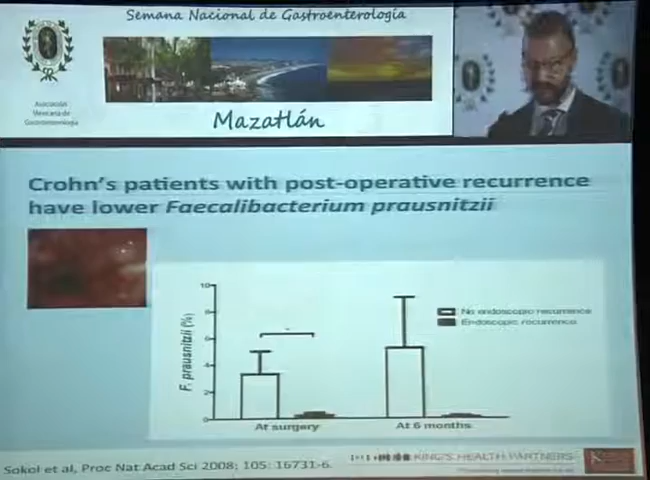 Semana Nacional de Gastroenterología
Asociación
Mexicana de
Gastroenterología
Mazatlán
Crohn's patients with post-operative recurrence
have lower Faecalibacterium prausnitzii
F. prausnitzii (%)
10
8
6
4
2
0
No endoscopic recurrence
Endoscopic recurrence
At surgery
At 6 months
Sokol et al, Proc Nat Acad Sci 2008; 105: 16731-6.
KING'S HEALTH PARTNERS